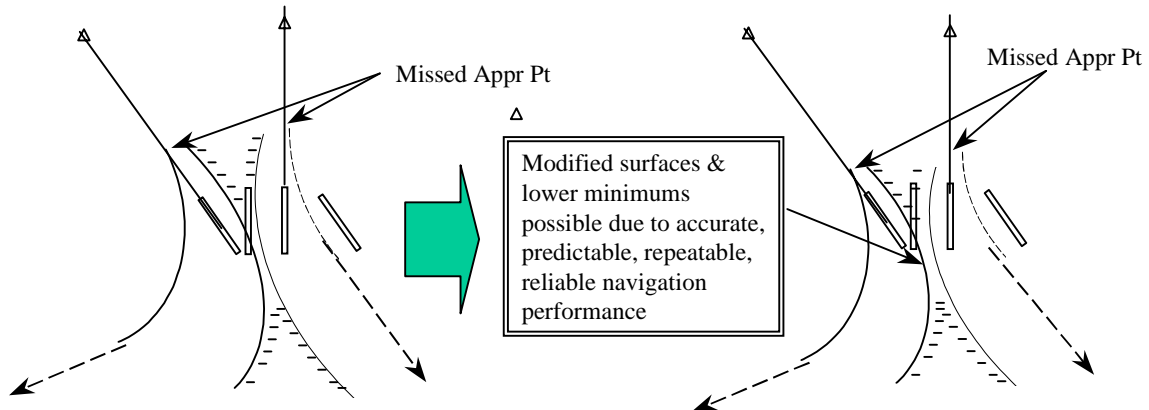 Missed Appr Pt
Missed Appr Pt
Modified surfaces &
lower minimums
possible due to accurate,
predictable, repeatable,
reliable navigation
performance